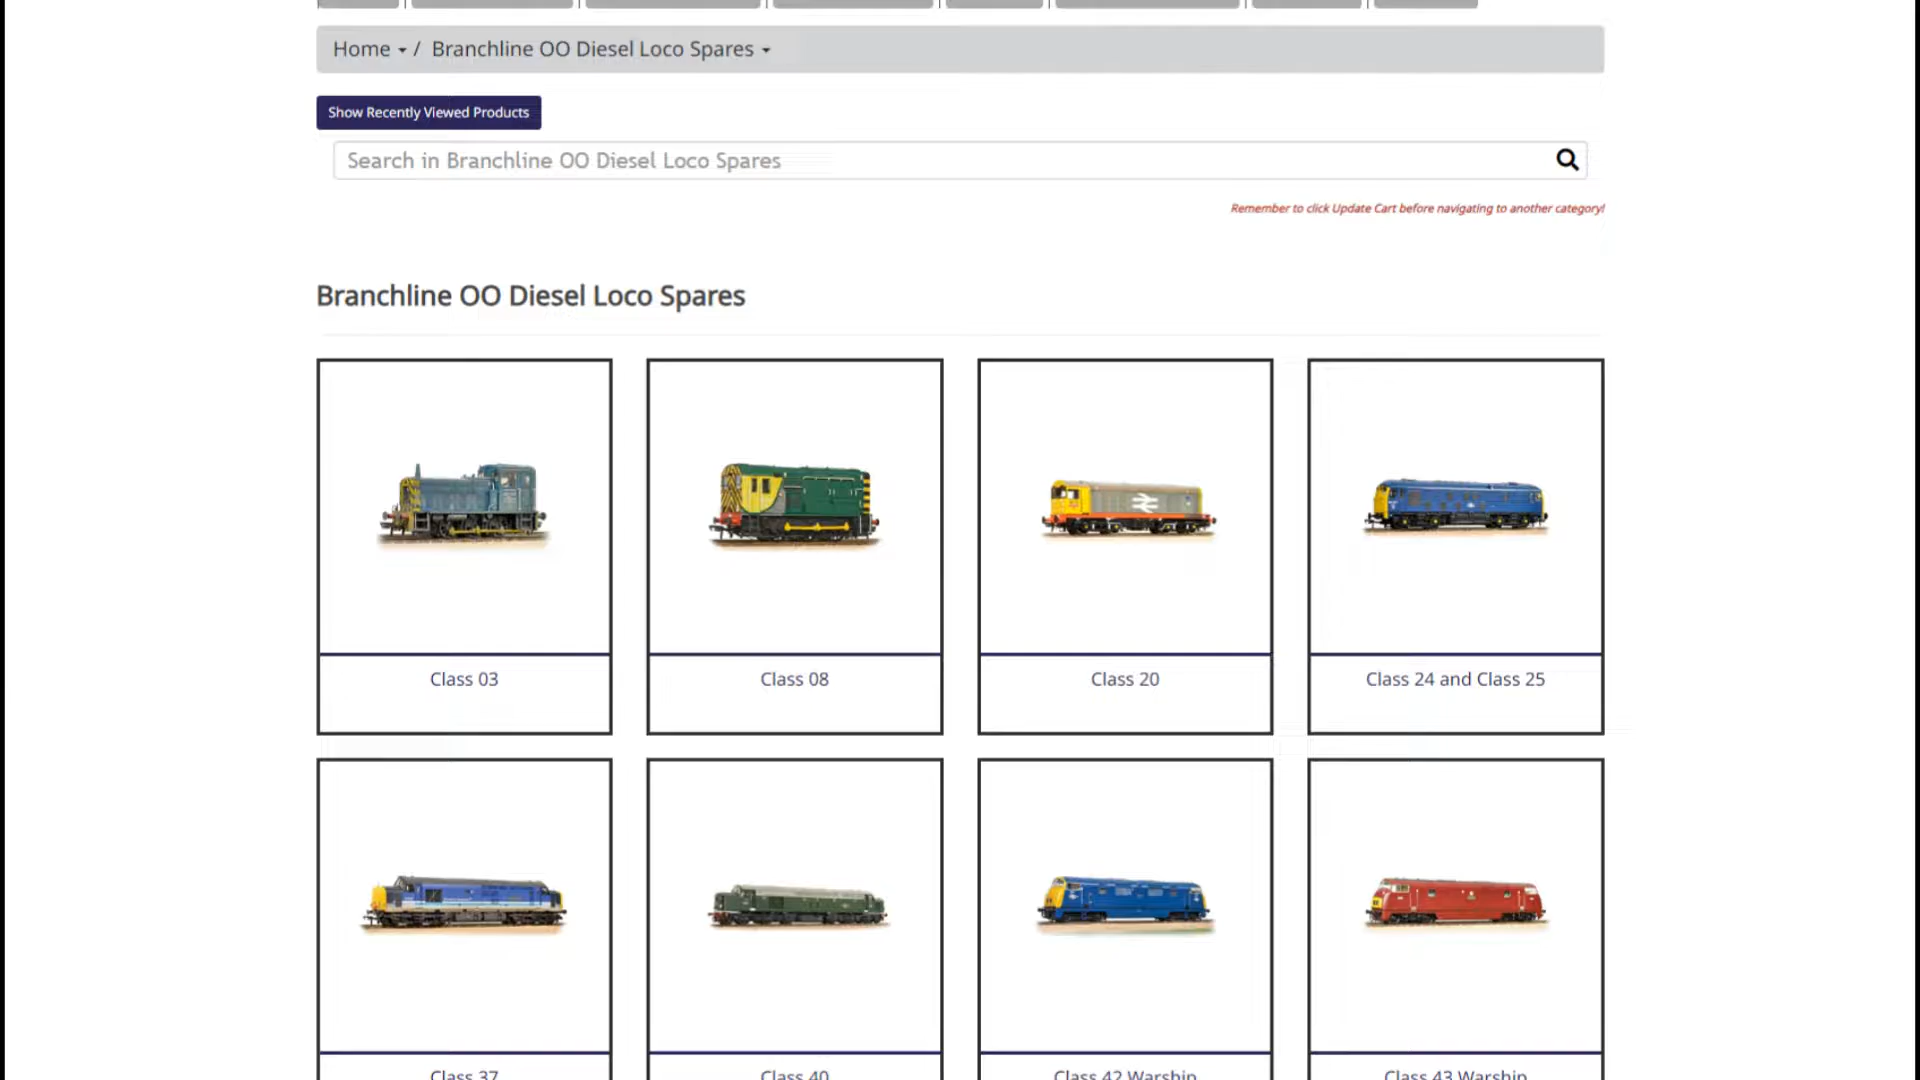 Home / Branchline OO Diesel Loco Spares
Show Recently Viewed Products
Search in Branchline OO Diesel Loco Spares
Remember to click Update Cart before navigating to another category!
Branchline OO Diesel Loco Spares
Class 03
Class 08
Class 20
Class 24 and Class 25
Class 37
Class 40
Class 42 Warship
Class 43 Warship